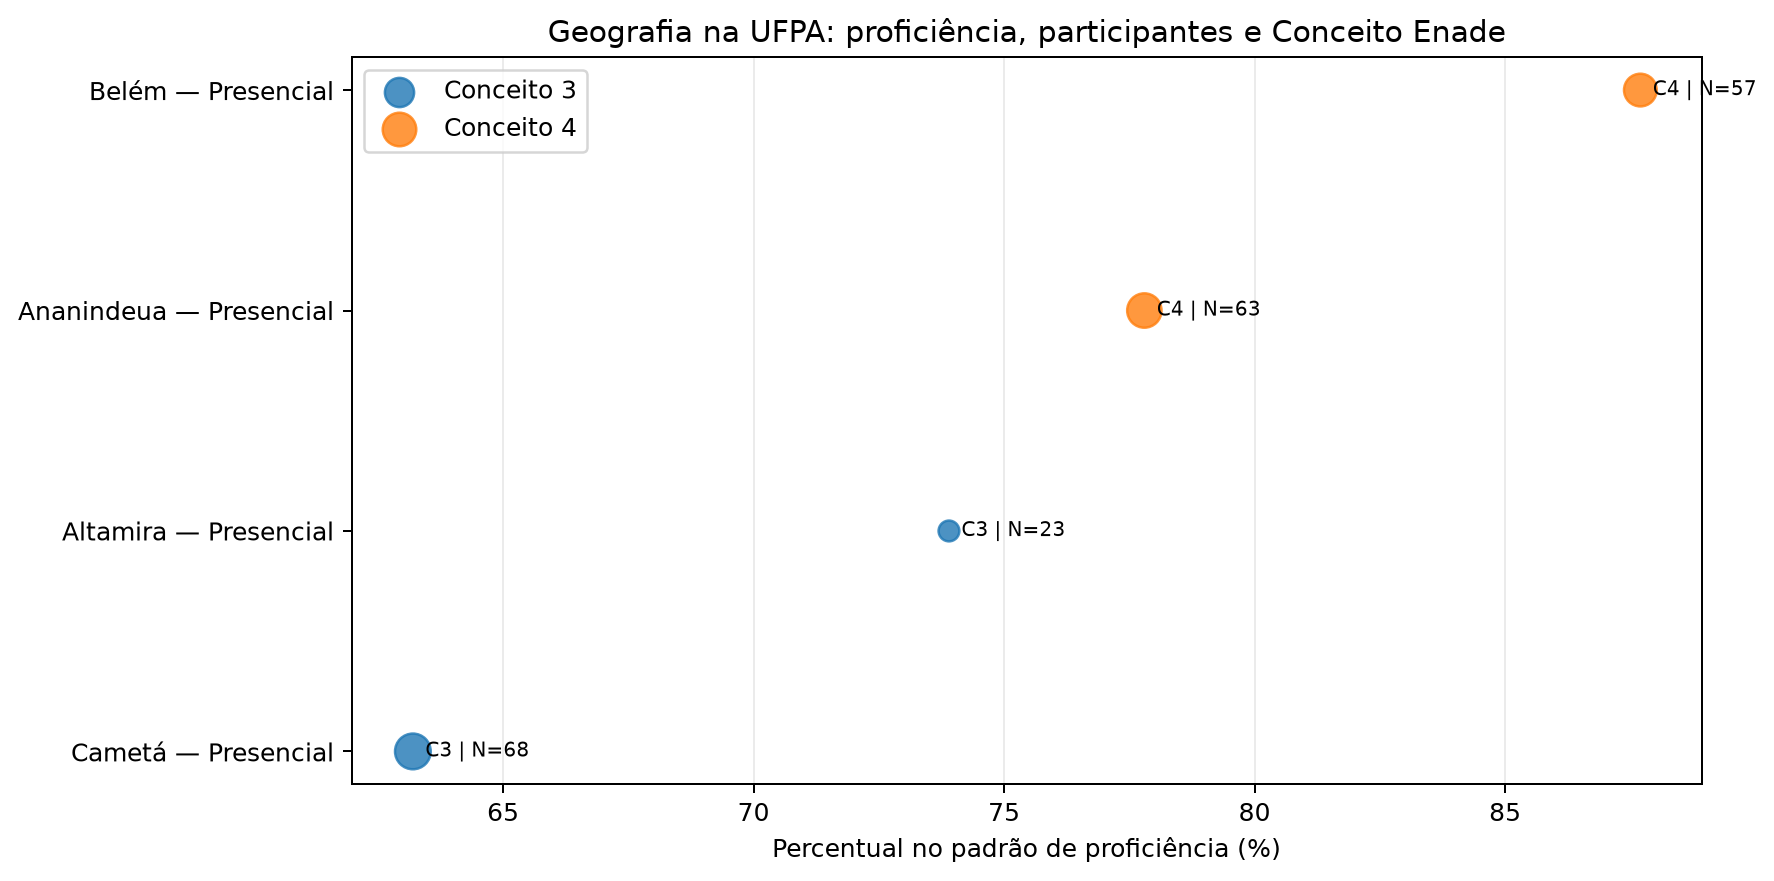 Geografia na UFPA: proficiência, participantes e Conceito Enade
Conceito 3
Conceito 4
Belém — Presencial
C4 | N=57
Ananindeua — Presencial
C4 | N=63
Altamira — Presencial
C3 | N=23
Cametá — Presencial
C3 | N=68
65 70 75 80 85
Percentual no padrão de proficiência (%)